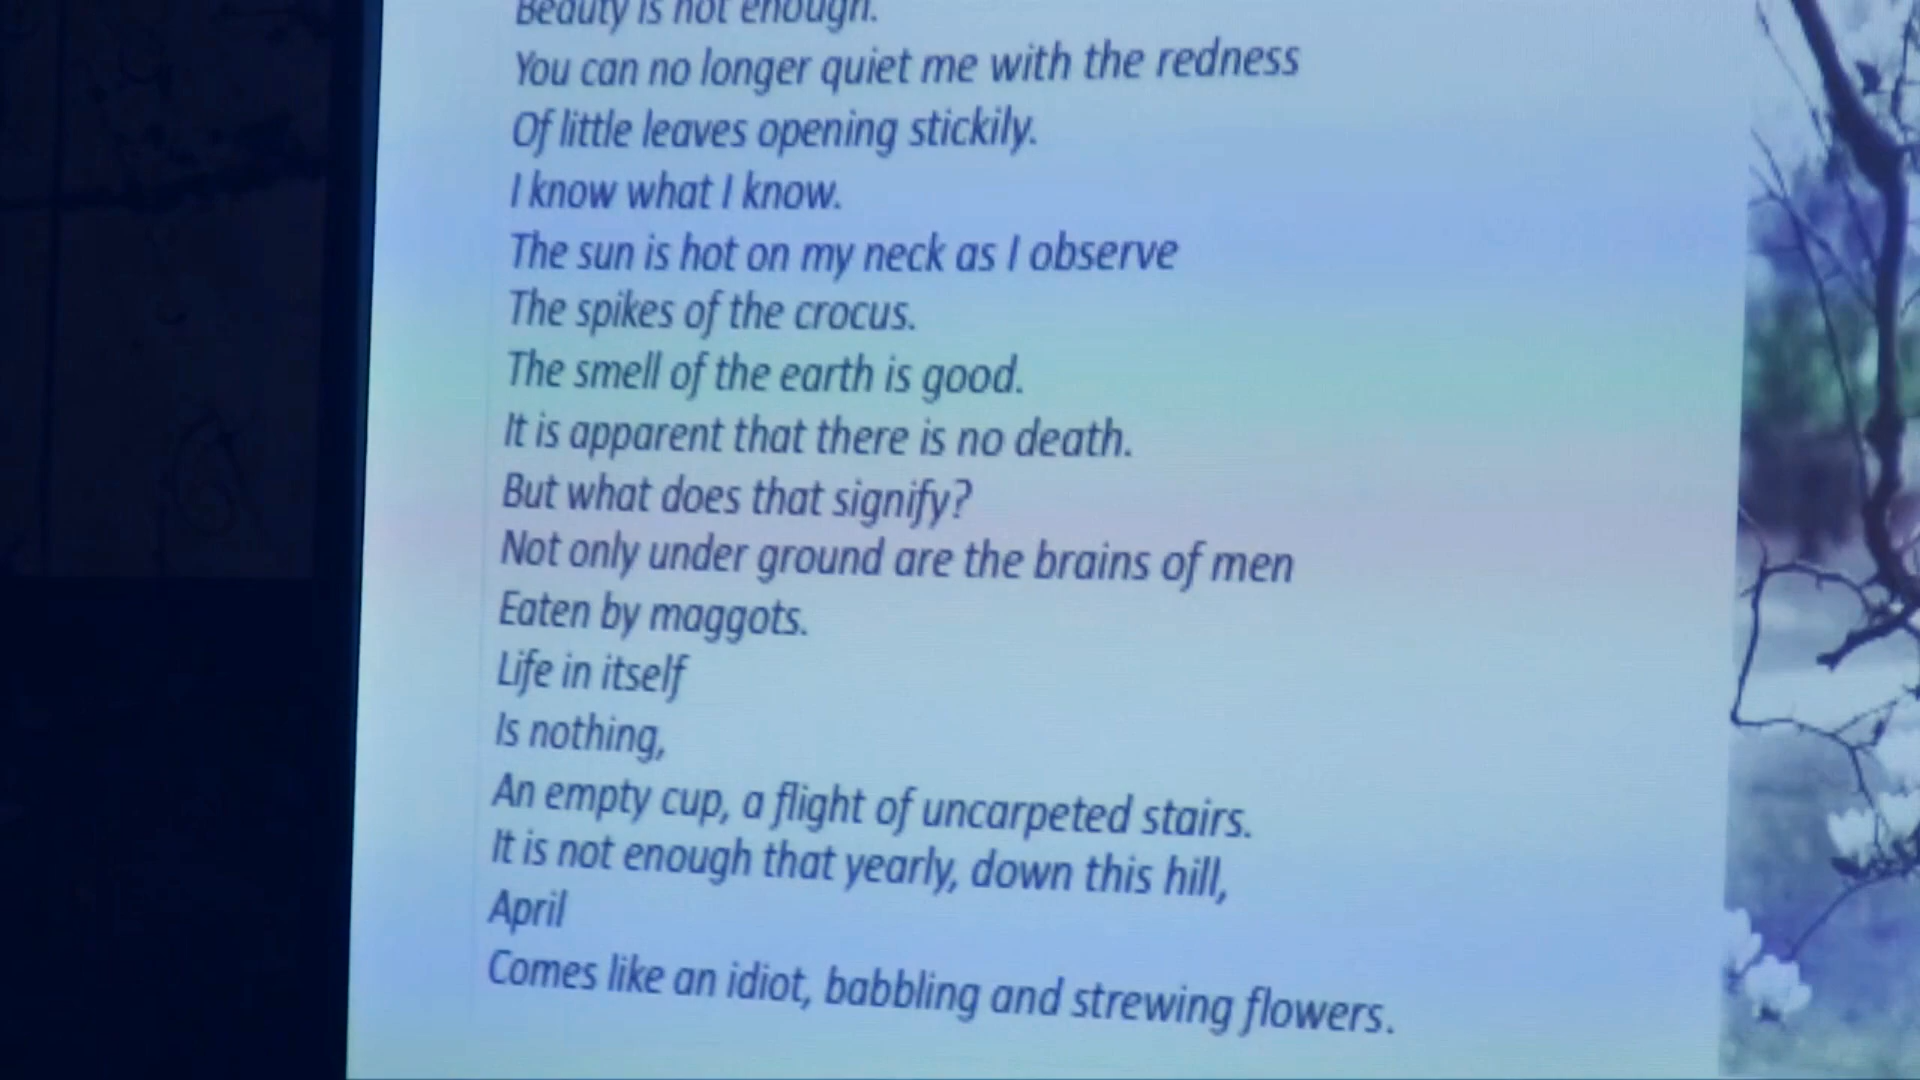 Beauty is not enough.
You can no longer quiet me with the redness
Of little leaves opening stickily.
I know what I know.
The sun is hot on my neck as I observe
The spikes of the crocus.
The smell of the earth is good.
It is apparent that there is no death.
But what does that signify?
Not only under ground are the brains of men
Eaten by maggots.
Life in itself
Is nothing,
An empty cup, a flight of uncarpeted stairs.
It is not enough that yearly, down this hill,
April
Comes like an idiot, babbling and strewing flowers.